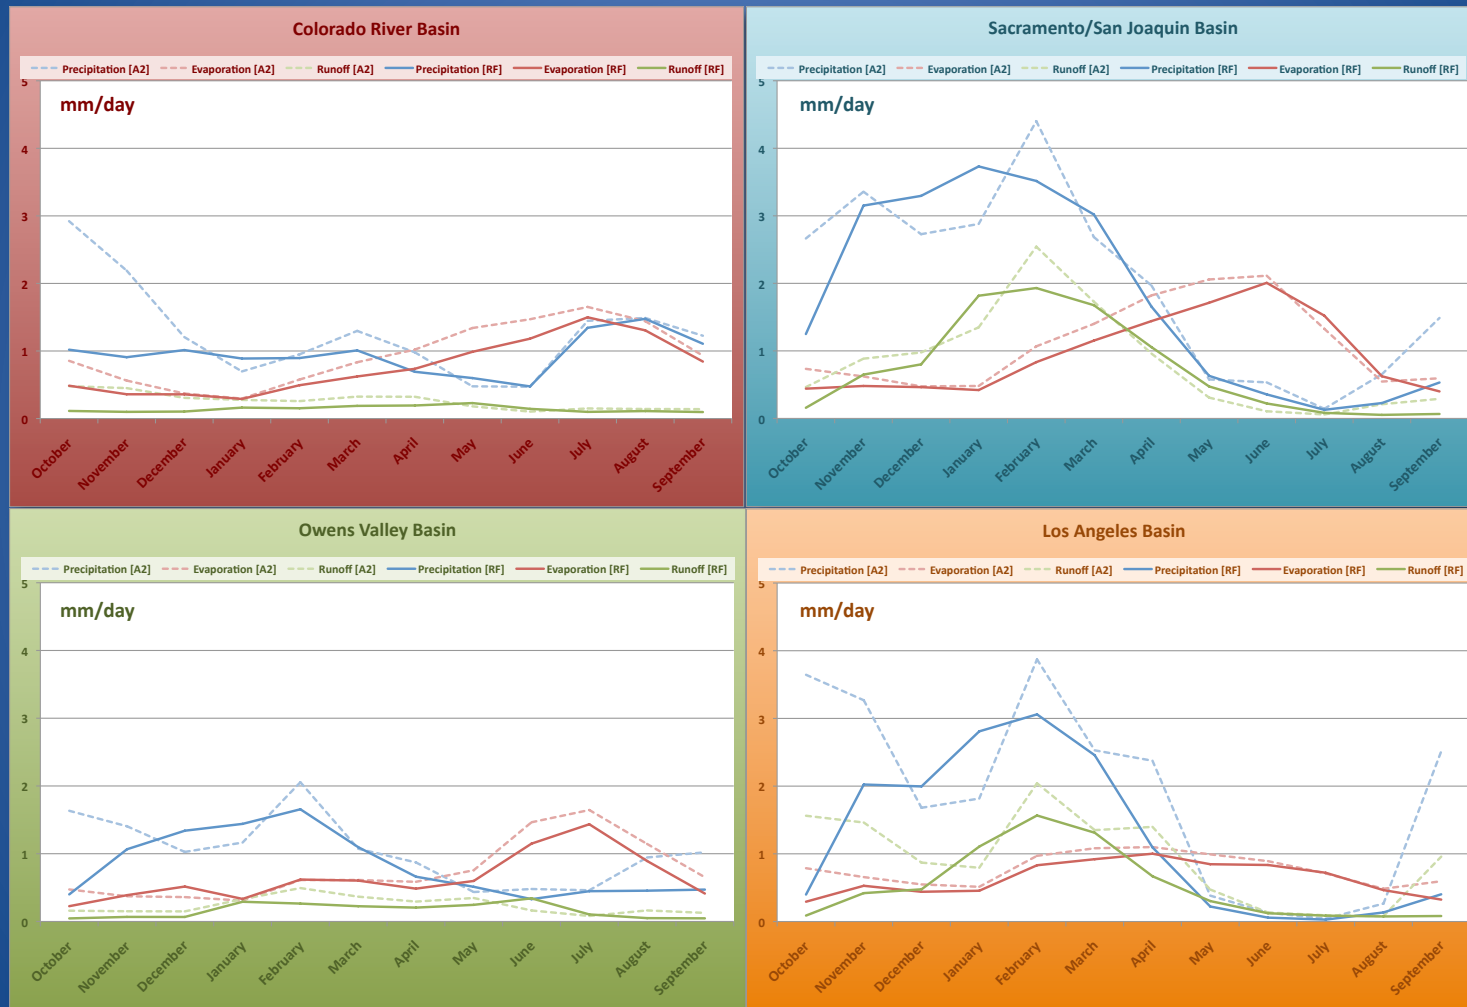 Colorado River Basin
Precipitation [A2] Evaporation [A2] Runoff [A2] Precipitation [RF] Evaporation [RF] Runoff [RF]
5
mm/day
4
3
2
1
0
October November December January February March April May June July August September
Sacramento/San Joaquin Basin
Precipitation [A2] Evaporation [A2] Runoff [A2] Precipitation [RF] Evaporation [RF] Runoff [RF]
5
mm/day
4
3
2
1
0
October November December January February March April May June July August September
Owens Valley Basin
Precipitation [A2] Evaporation [A2] Runoff [A2] Precipitation [RF] Evaporation [RF] Runoff [RF]
5
mm/day
4
3
2
1
0
October November December January February March April May June July August September
Los Angeles Basin
Precipitation [A2] Evaporation [A2] Runoff [A2] Precipitation [RF] Evaporation [RF] Runoff [RF]
5
mm/day
4
3
2
1
0
October November December January February March April May June July August September